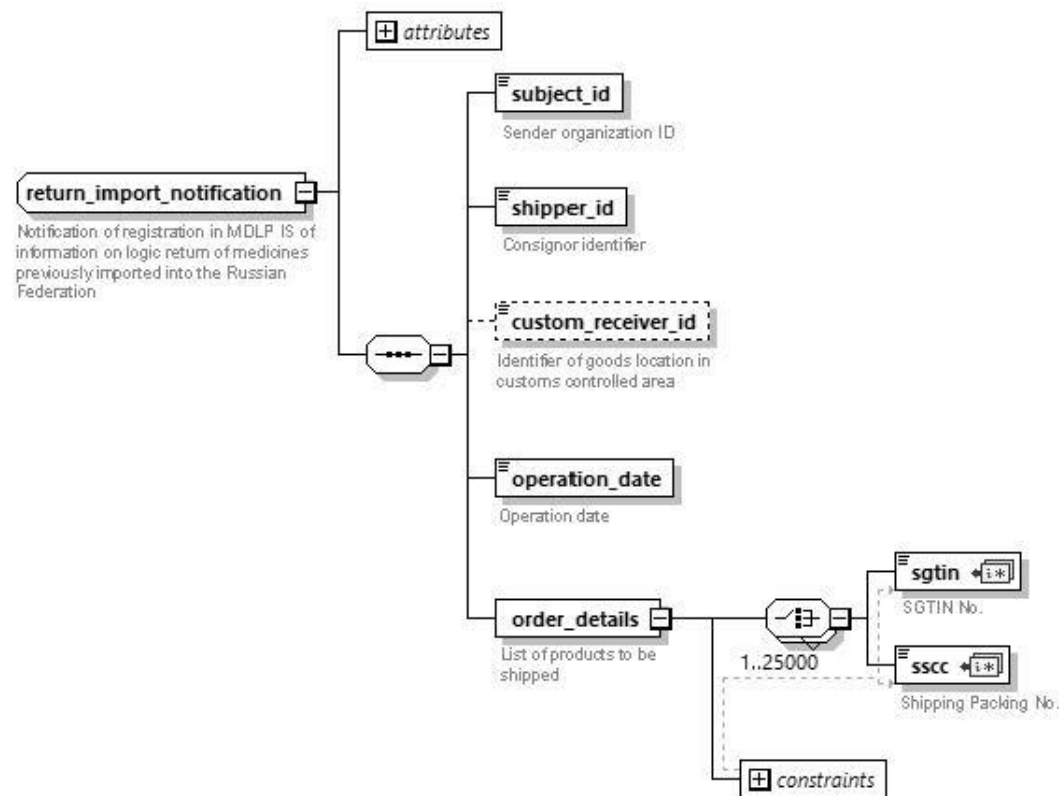 attributes
subject_id
Sender organization ID
return_import_notification
Notification of registration in MDLP IS of
information on logic return of medicines
previously imported into the Russian
Federation
shipper_id
Consignor identifier
custom_receiver_id
Identifier of goods location in
customs controlled area
operation_date
Operation date
order_details
List of products to be
shipped
1..25000
sgtin
i*
SGTIN No.
sscc
i*
Shipping Packing No.
constraints